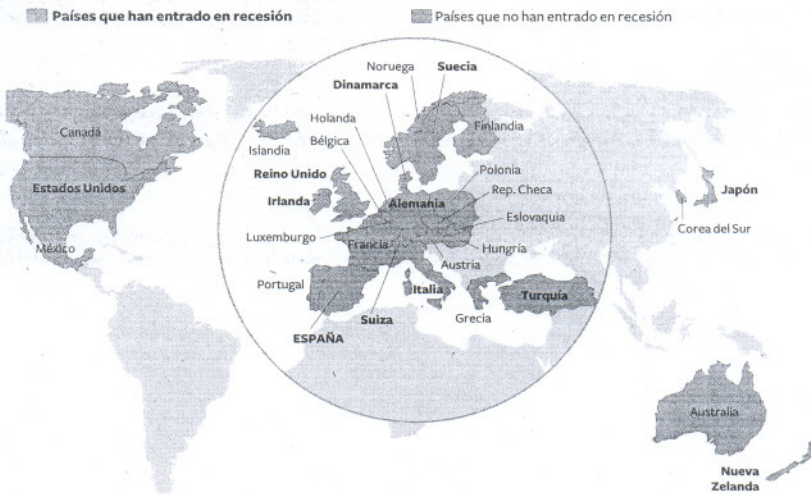 Países que han entrado en recesión
Países que no han entrado en recesión
Noruega
Suecia
Dinamarca
Canadá
Holanda
Finlandia
Islandia
Bélgica
Reino Unido
Polonia
Estados Unidos
Rep. Checa
Japón
Irlanda
Alemania
Eslovaquia
Corea del Sur
Luxemburgo
Francia
Hungría
México
Austria
Portugal
Italia
Turquía
Grecia
Suiza
ESPAÑA
Australia
Nueva
Zelanda